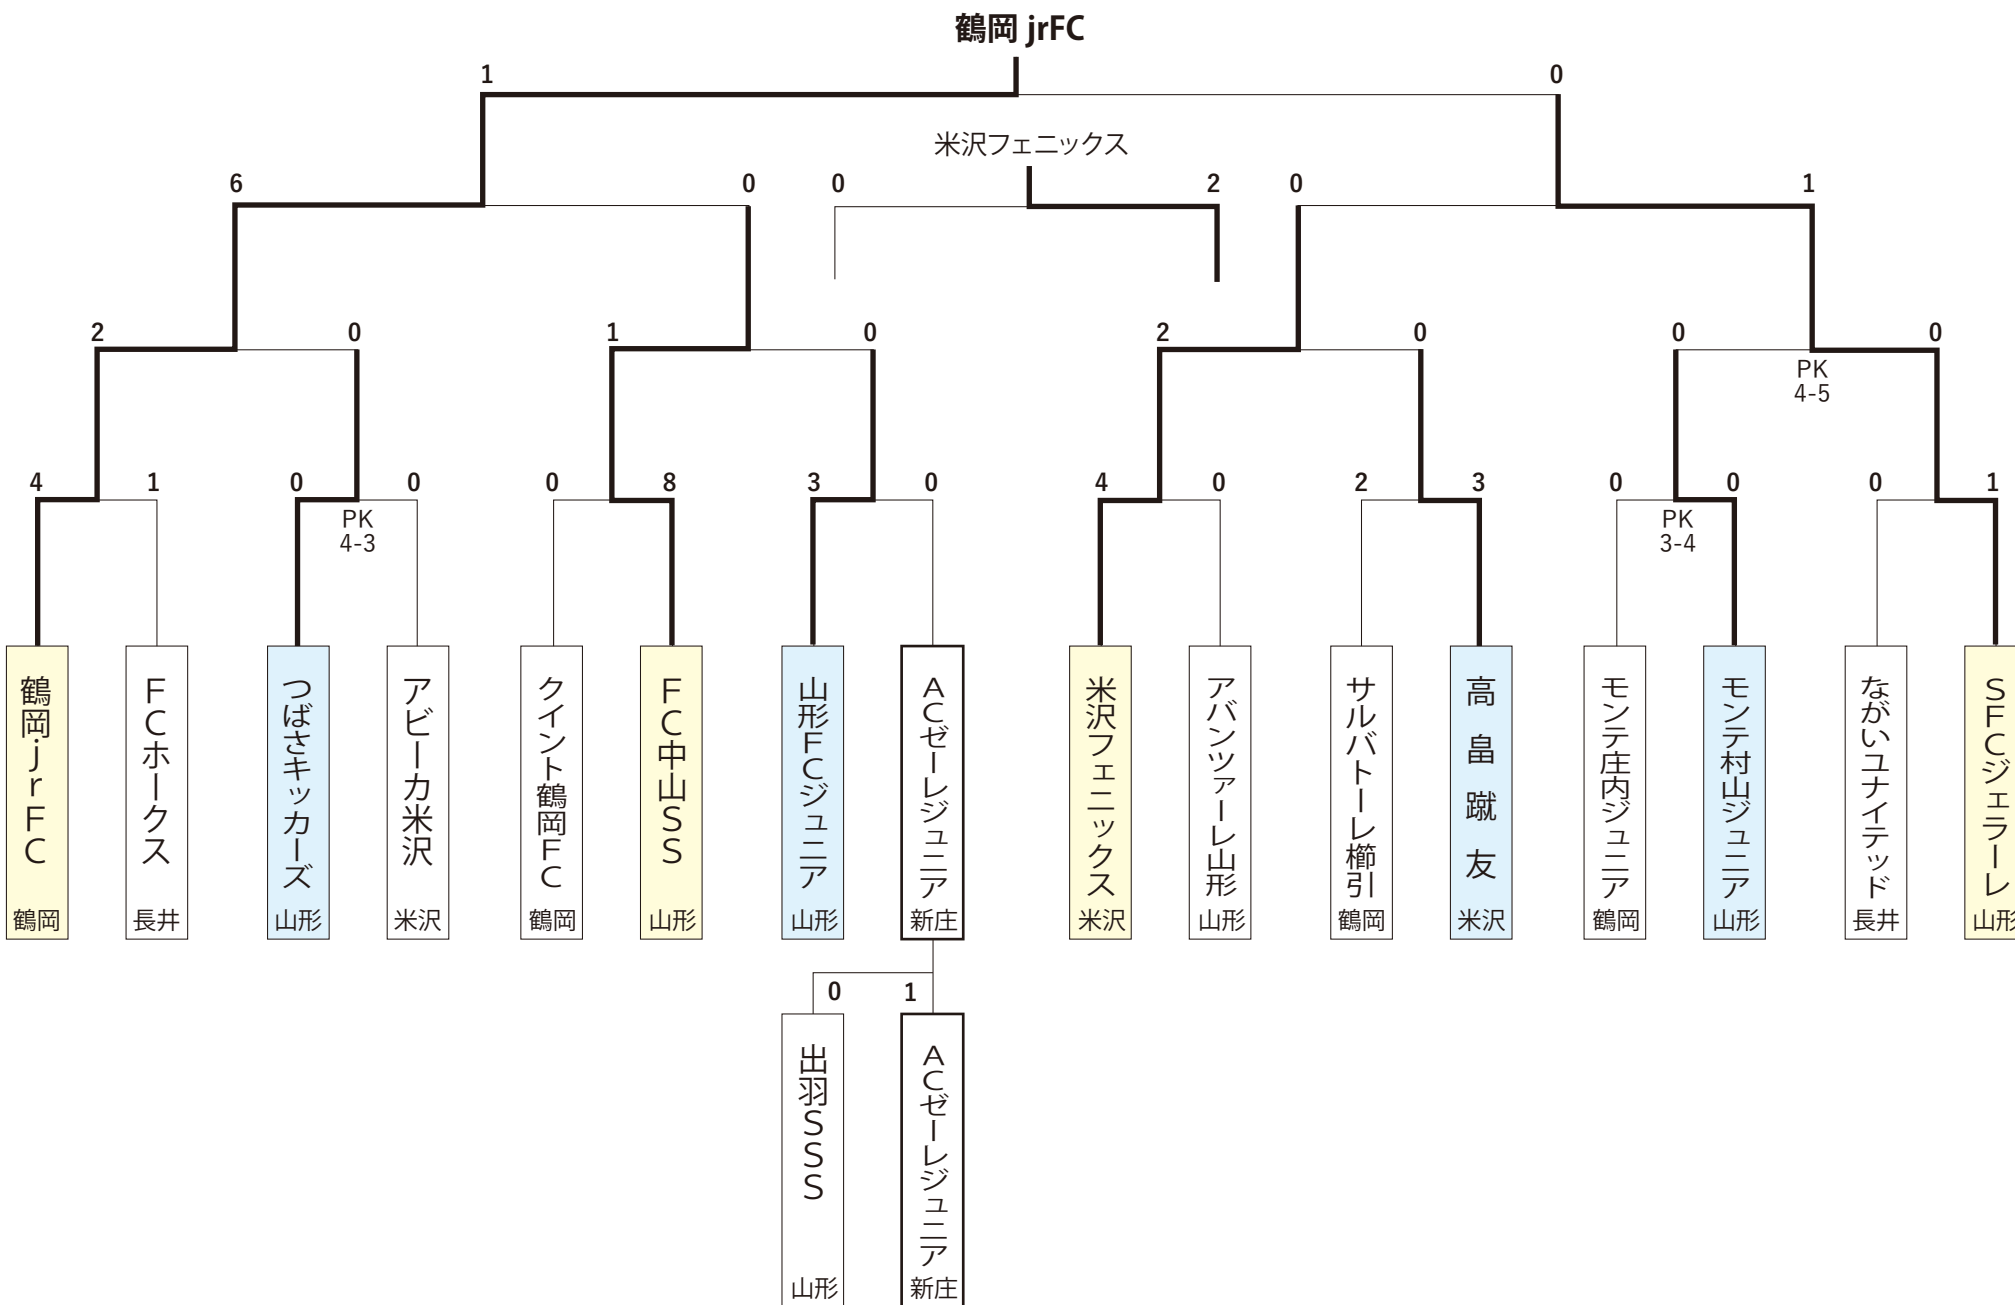 鶴岡 jrFC
1
0
米沢フェニックス
6
0
0
2
0
1
2
0
1
0
2
0
0
0
PK
4-5
4
1
0
0
0
8
3
0
4
0
2
3
0
0
0
1
PK
4-3
PK
3-4
鶴岡jrFC
鶴岡
FCホークス
長井
つばさキッカーズ
山形
アビーカ米沢
米沢
クイント鶴岡FC
鶴岡
FC中山SS
山形
山形FCジュニア
山形
ACゼーレジュニア
新庄
米沢フェニックス
米沢
アバンツァーレ山形
山形
サルバトーレ櫛引
鶴岡
高畠蹴友
米沢
モンテ庄内ジュニア
鶴岡
モンテ村山ジュニア
山形
ながいユナイテッド
長井
SFCジェラーレ
山形
0
1
出羽SSS
山形
ACゼーレジュニア
新庄